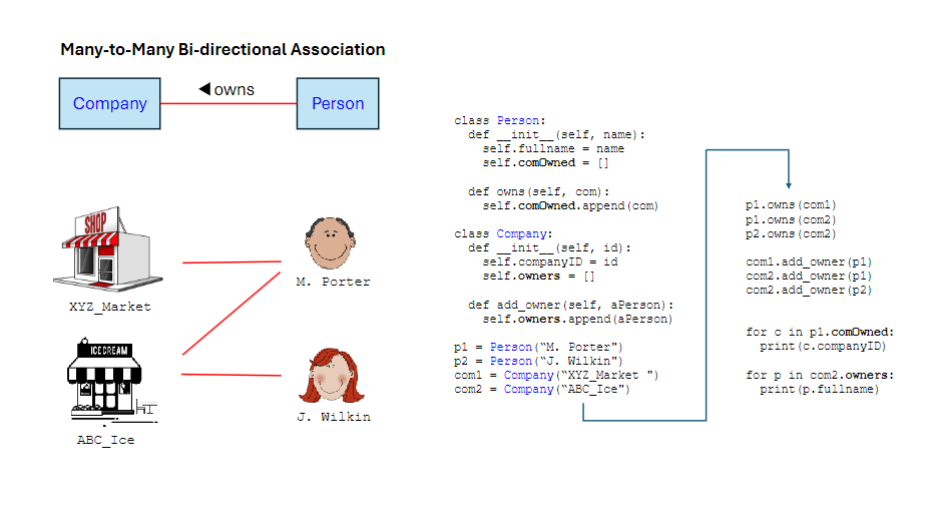 Many-to-Many Bi-directional Association
◀ owns
Company
Person
SHOP
XYZ_Market
M. Porter
ICE CREAM
ABC_Ice
J. Wilkin
class Person:
  def __init__(self, name):
    self.fullname = name
    self.comOwned = []
  def owns(self, com):
    self.comOwned.append(com)
class Company:
  def __init__(self, id):
    self.companyID = id
    self.owners = []
  def add_owner(self, aPerson):
    self.owners.append(aPerson)
p1 = Person(“M. Porter")
p2 = Person(“J. Wilkin")
com1 = Company(“XYZ_Market ")
com2 = Company(“ABC_Ice")
p1.owns(com1)
p1.owns(com2)
p2.owns(com2)
com1.add_owner(p1)
com2.add_owner(p1)
com2.add_owner(p2)
for c in p1.comOwned:
  print(c.companyID)
for p in com2.owners:
  print(p.fullname)